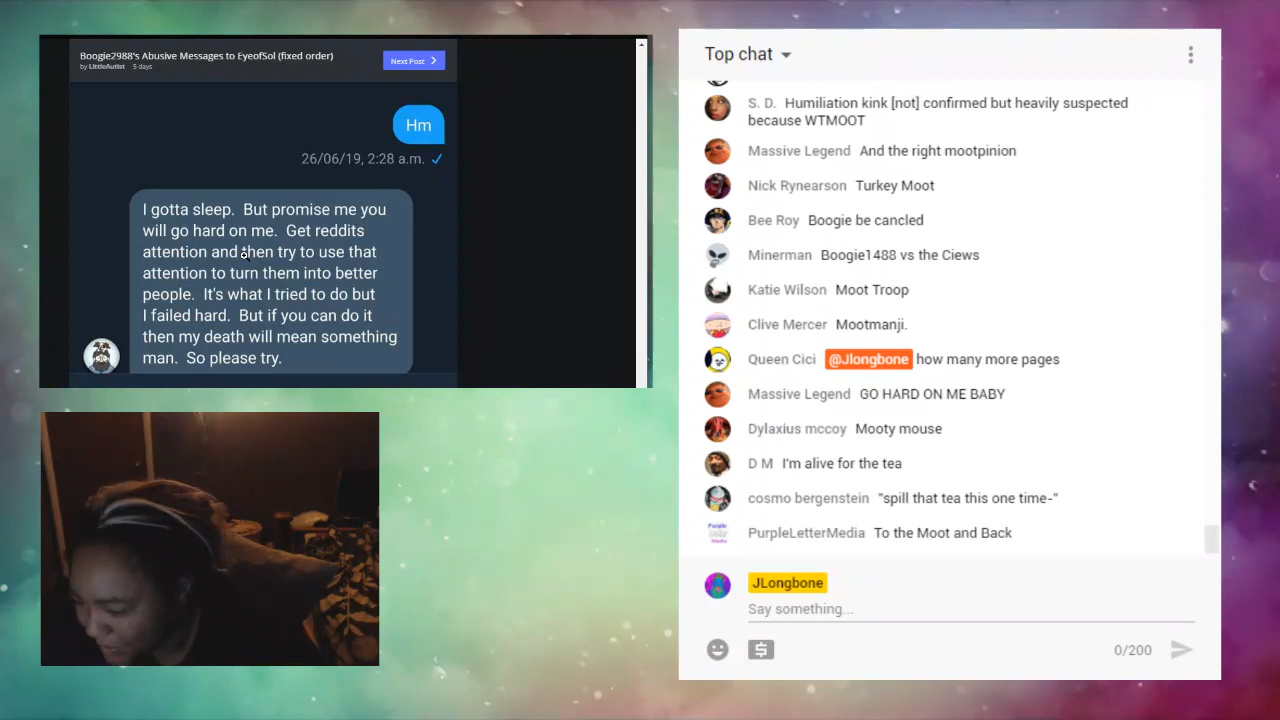 Boogie2988's Abusive Messages to EyeofSol (fixed order)
by LittleAutist 5 days
Next Post
Hm
26/06/19, 2:28 a.m.
I gotta sleep. But promise me you
will go hard on me. Get reddits
attention and then try to use that
attention to turn them into better
people. It's what I tried to do but
I failed hard. But if you can do it
then my death will mean something
man. So please try.
Top chat
S. D. Humiliation kink [not] confirmed but heavily suspected
because WTMOOT
Massive Legend And the right mootpinion
Nick Rynearson Turkey Moot
Bee Roy Boogie be cancled
Minerman Boogie1488 vs the Ciews
Katie Wilson Moot Troop
Clive Mercer Mootmanji.
Queen Cici @Jlongbone how many more pages
Massive Legend GO HARD ON ME BABY
Dylaxius mccoy Mooty mouse
D M I'm alive for the tea
cosmo bergenstein "spill that tea this one time-"
PurpleLetterMedia To the Moot and Back
JLongbone
Say something...
0/200